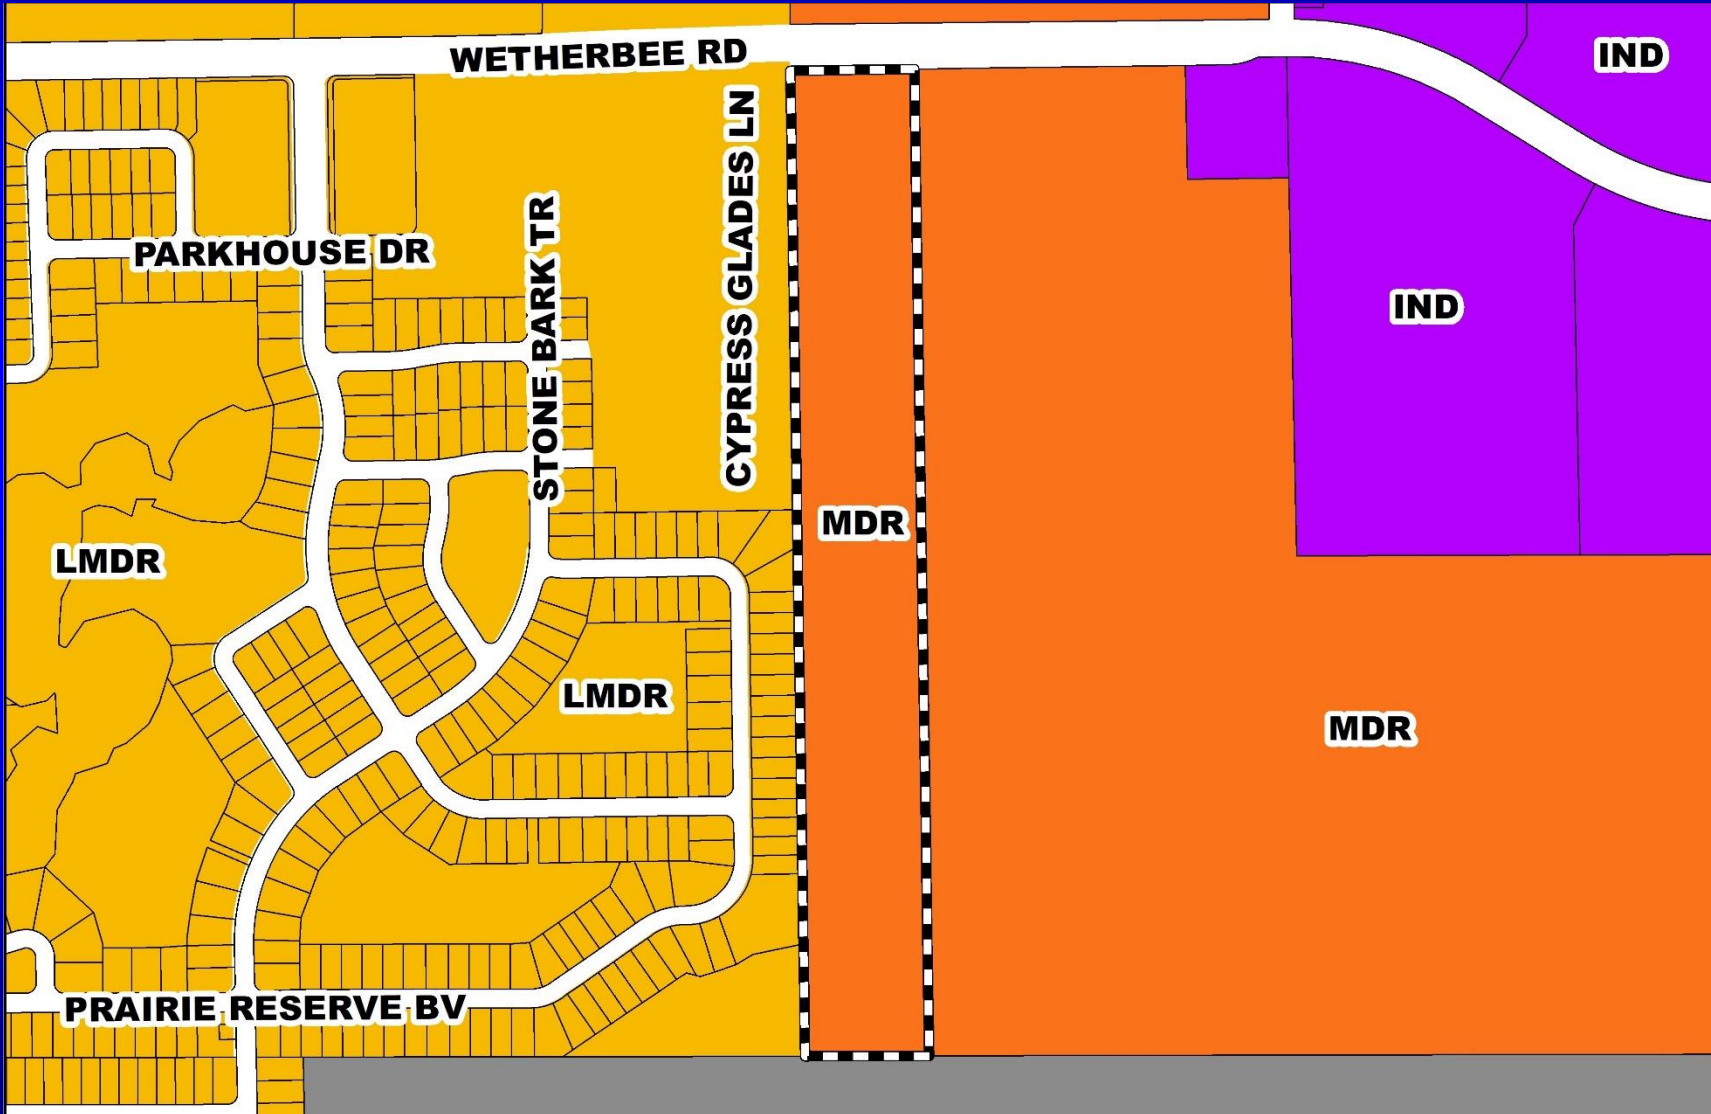 WETHERBEE RD
IND
CYPRESS GLADES LN
PARKHOUSE DR
STONE BARK TR
IND
MDR
LMDR
LMDR
MDR
PRAIRIE RESERVE BV